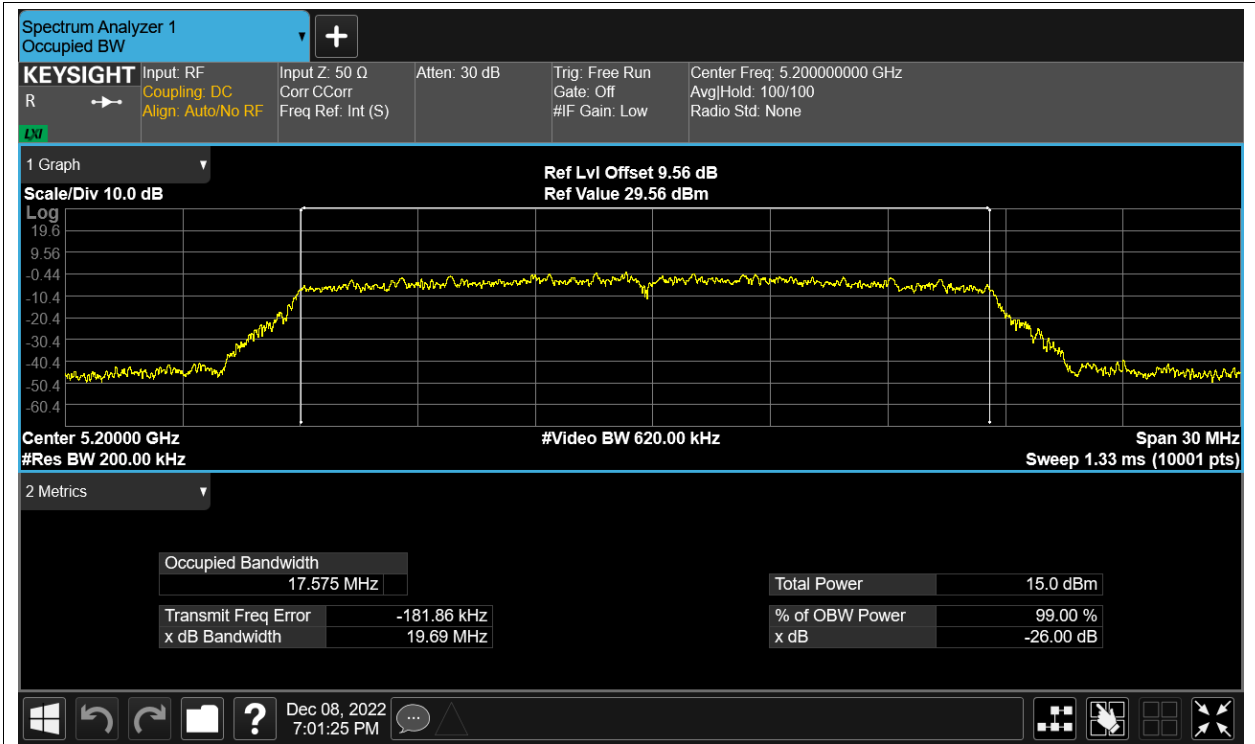 Spectrum Analyzer 1
Occupied BW
KEYSIGHT
R
LXI
Input: RF
Coupling: DC
Align: Auto/No RF
Input Z: 50 Ω
Corr CCorr
Freq Ref: Int (S)
Atten: 30 dB
Trig: Free Run
Gate: Off
#IF Gain: Low
Center Freq: 5.200000000 GHz
Avg|Hold: 100/100
Radio Std: None
1 Graph
Scale/Div 10.0 dB
Ref Lvl Offset 9.56 dB
Ref Value 29.56 dBm
Log
19.6
9.56
-0.44
-10.4
-20.4
-30.4
-40.4
-50.4
-60.4
Center 5.20000 GHz
#Video BW 620.00 kHz
Span 30 MHz
#Res BW 200.00 kHz
Sweep 1.33 ms (10001 pts)
2 Metrics
Occupied Bandwidth
17.575 MHz
Transmit Freq Error -181.86 kHz
x dB Bandwidth 19.69 MHz
Total Power 15.0 dBm
% of OBW Power 99.00 %
x dB -26.00 dB
?
Dec 08, 2022
7:01:25 PM